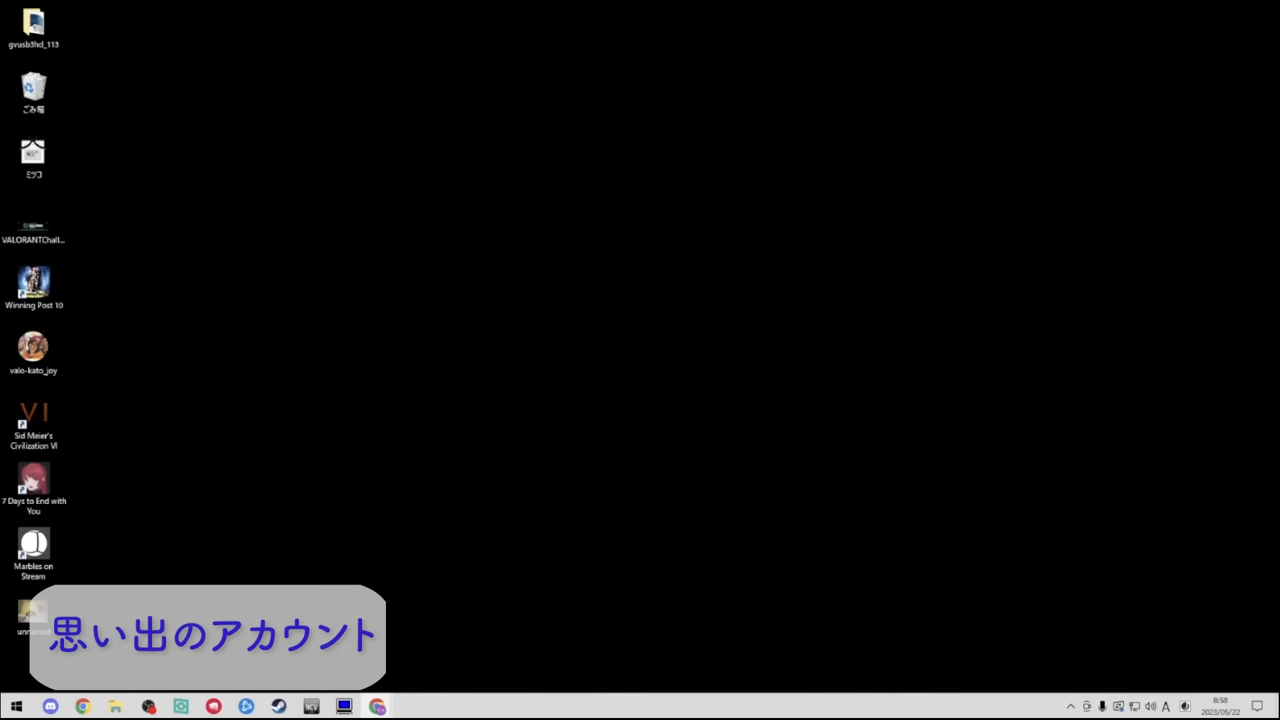 gvusb3hd_113
ごみ箱
ミツコ
VALORANTChall...
Winning Post 10
valo-kato_joy
VI
Sid Meier's
Civilization VI
7 Days to End with
You
Marbles on
Stream
思い出のアカウント
NCV
A
8:58
2023/05/22